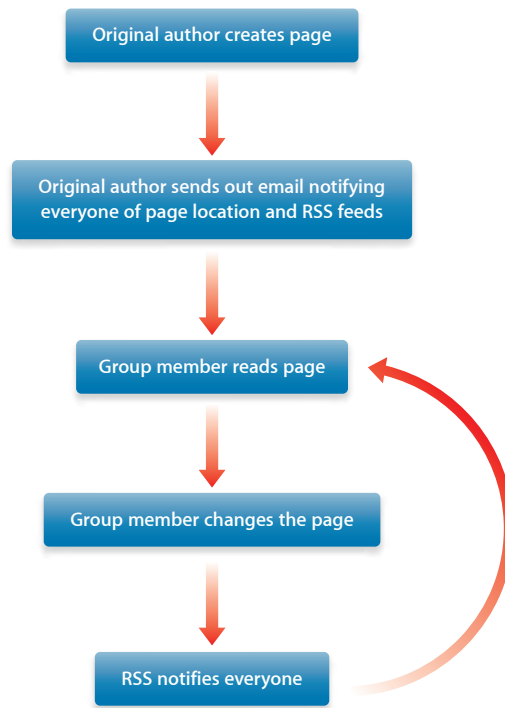 Original author creates page
Original author sends out email notifying
everyone of page location and RSS feeds
Group member reads page
Group member changes the page
RSS notifies everyone